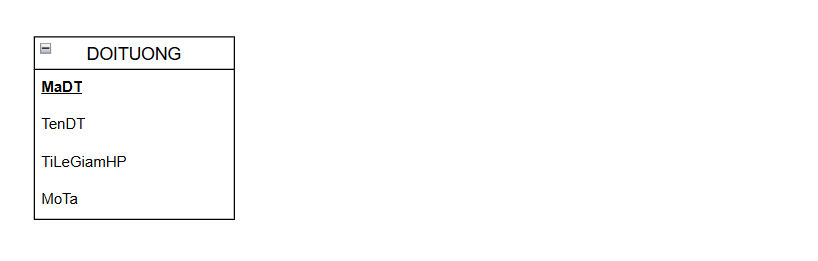 DOITUONG
MaDT
TenDT
TiLeGiamHP
MoTa